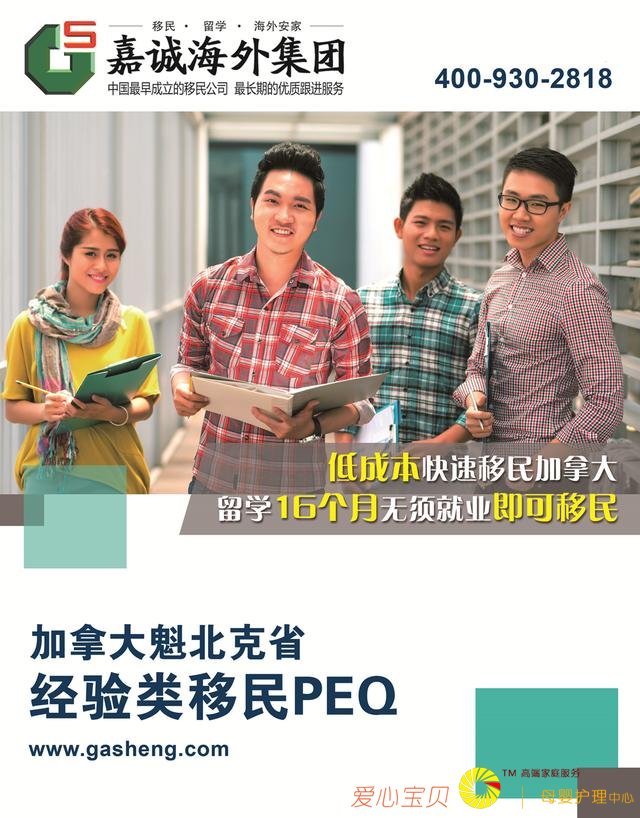 移民 · 留学 · 海外安家
GS
嘉诚海外集团
中国最早成立的移民公司 最长期的优质跟进服务
400-930-2818
低成本快速移民加拿大
留学16个月无须就业即可移民
加拿大魁北克省
经验类移民PEQ
www.gasheng.com
爱心宝贝
TM 高端家庭服务
母婴护理中心